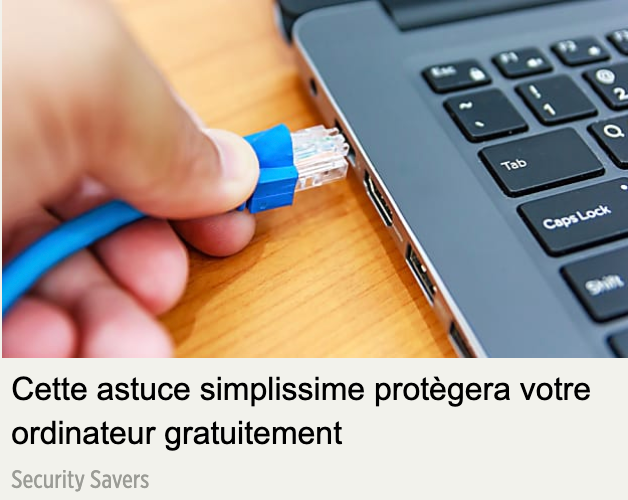 Esc
F1
F2
~
!
1
@
2
Tab
Q
Caps Lock
Shift
Cette astuce simplissime protègera votre
ordinateur gratuitement
Security Savers